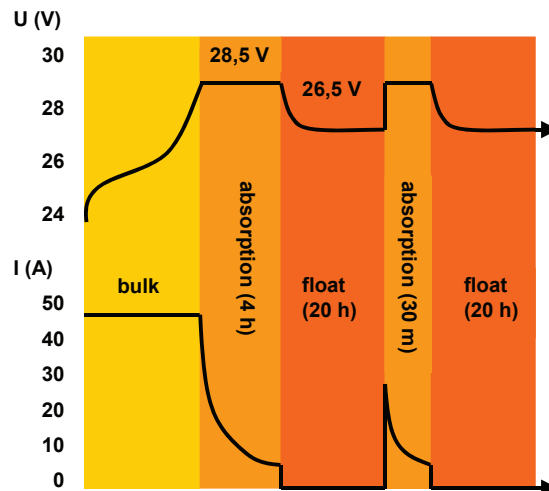 U (V)
30
28
26
24
28,5 V
26,5 V
I (A)
50
40
30
20
10
0
bulk
absorption (4 h)
float
(20 h)
absorption (30 m)
float
(20 h)